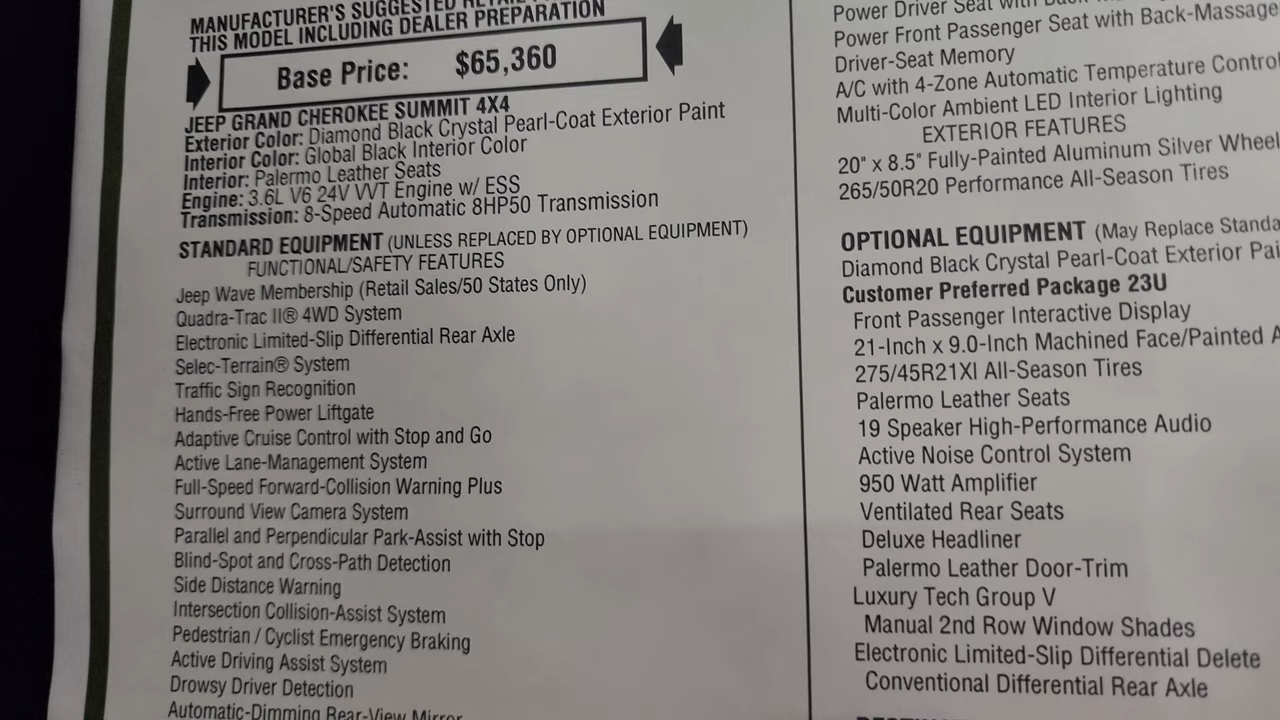 MANUFACTURER'S SUGGESTED RETAIL
THIS MODEL INCLUDING DEALER PREPARATION
Base Price: $65,360
JEEP GRAND CHEROKEE SUMMIT 4X4
Exterior Color: Diamond Black Crystal Pearl-Coat Exterior Paint
Interior Color: Global Black Interior Color
Interior: Palermo Leather Seats
Engine: 3.6L V6 24V VVT Engine w/ ESS
Transmission: 8-Speed Automatic 8HP50 Transmission
STANDARD EQUIPMENT (UNLESS REPLACED BY OPTIONAL EQUIPMENT)
FUNCTIONAL/SAFETY FEATURES
Jeep Wave Membership (Retail Sales/50 States Only)
Quadra-Trac II® 4WD System
Electronic Limited-Slip Differential Rear Axle
Selec-Terrain® System
Traffic Sign Recognition
Hands-Free Power Liftgate
Adaptive Cruise Control with Stop and Go
Active Lane-Management System
Full-Speed Forward-Collision Warning Plus
Surround View Camera System
Parallel and Perpendicular Park-Assist with Stop
Blind-Spot and Cross-Path Detection
Side Distance Warning
Intersection Collision-Assist System
Pedestrian / Cyclist Emergency Braking
Active Driving Assist System
Drowsy Driver Detection
Automatic-Dimming Rear-View Mirror
Power Driver Seat with
Power Front Passenger Seat with Back-Massage
Driver-Seat Memory
A/C with 4-Zone Automatic Temperature Control
Multi-Color Ambient LED Interior Lighting
EXTERIOR FEATURES
20" x 8.5" Fully-Painted Aluminum Silver Wheel
265/50R20 Performance All-Season Tires
OPTIONAL EQUIPMENT (May Replace Standa
Diamond Black Crystal Pearl-Coat Exterior Pai
Customer Preferred Package 23U
Front Passenger Interactive Display
21-Inch x 9.0-Inch Machined Face/Painted A
275/45R21Xl All-Season Tires
Palermo Leather Seats
19 Speaker High-Performance Audio
Active Noise Control System
950 Watt Amplifier
Ventilated Rear Seats
Deluxe Headliner
Palermo Leather Door-Trim
Luxury Tech Group V
Manual 2nd Row Window Shades
Electronic Limited-Slip Differential Delete
Conventional Differential Rear Axle